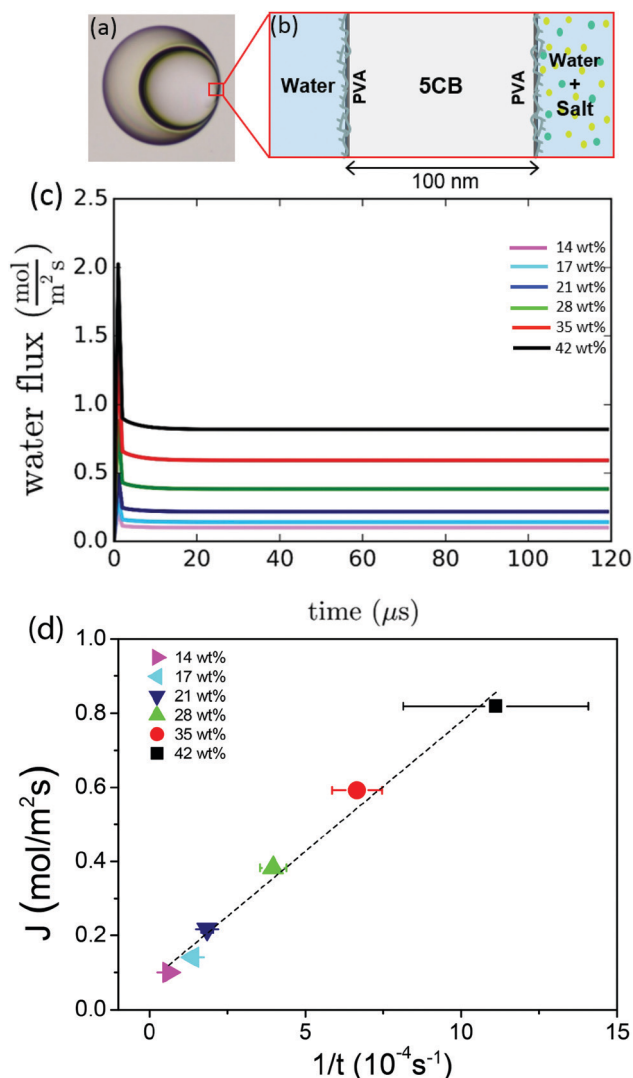 (a)
(b)
Water
PVA
5CB
PVA
Water
+
Salt
100 nm
(c)
water flux (mol/m² s)
2.5
2.0
1.5
1.0
0.5
0.0
14 wt%
17 wt%
21 wt%
28 wt%
35 wt%
42 wt%
0 20 40 60 80 100 120
time (μs)
(d)
J (mol/m²s)
1.0
0.8
0.6
0.4
0.2
0.0
14 wt%
17 wt%
21 wt%
28 wt%
35 wt%
42 wt%
0 5 10 15
1/t (10⁻⁴s⁻¹)